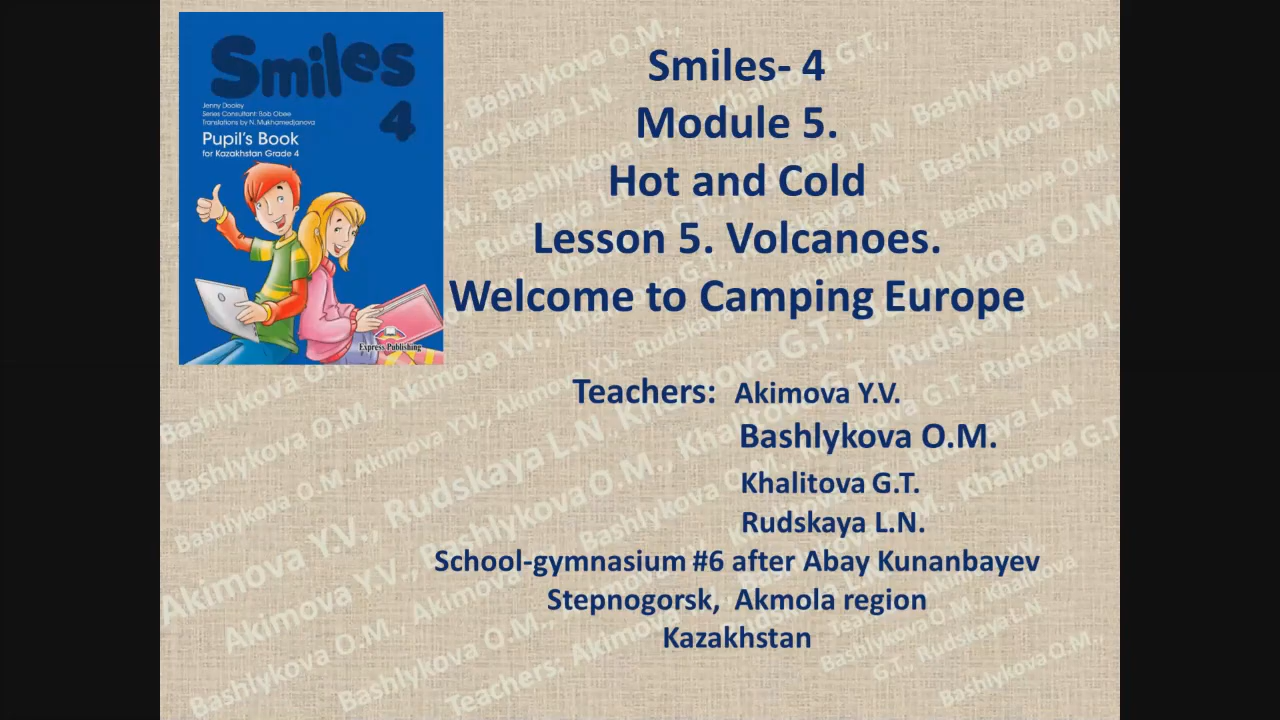 Smiles
4
Jenny Dooley
Series Consultant: Bob Obee
Translations by N. Mukhamedjanova
Pupil's Book
for Kazakhstan Grade 4
Express Publishing
Smiles- 4
Module 5.
Hot and Cold
Lesson 5. Volcanoes.
Welcome to Camping Europe
Teachers: Akimova Y.V.
Bashlykova O.M.
Khalitova G.T.
Rudskaya L.N.
School-gymnasium #6 after Abay Kunanbayev
Stepnogorsk, Akmola region
Kazakhstan